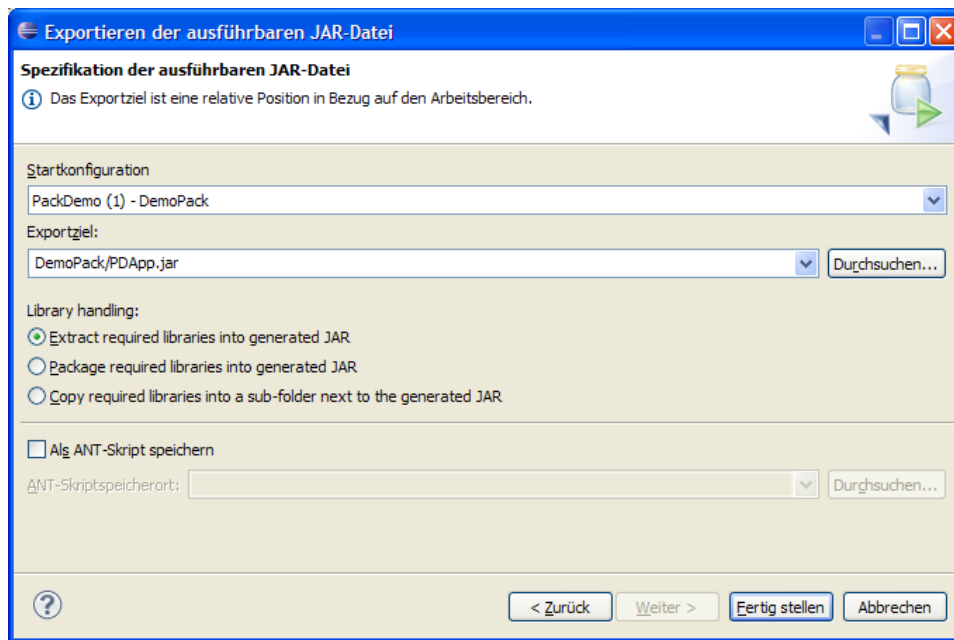 Exportieren der ausführbaren JAR-Datei
Spezifikation der ausführbaren JAR-Datei
Das Exportziel ist eine relative Position in Bezug auf den Arbeitsbereich.
Startkonfiguration
PackDemo (1) - DemoPack
Exportziel:
DemoPack/PDApp.jar Durchsuchen...
Library handling:
Extract required libraries into generated JAR
Package required libraries into generated JAR
Copy required libraries into a sub-folder next to the generated JAR
Als ANT-Skript speichern
ANT-Skriptspeicherort: Durchsuchen...
< Zurück Weiter > Fertig stellen Abbrechen